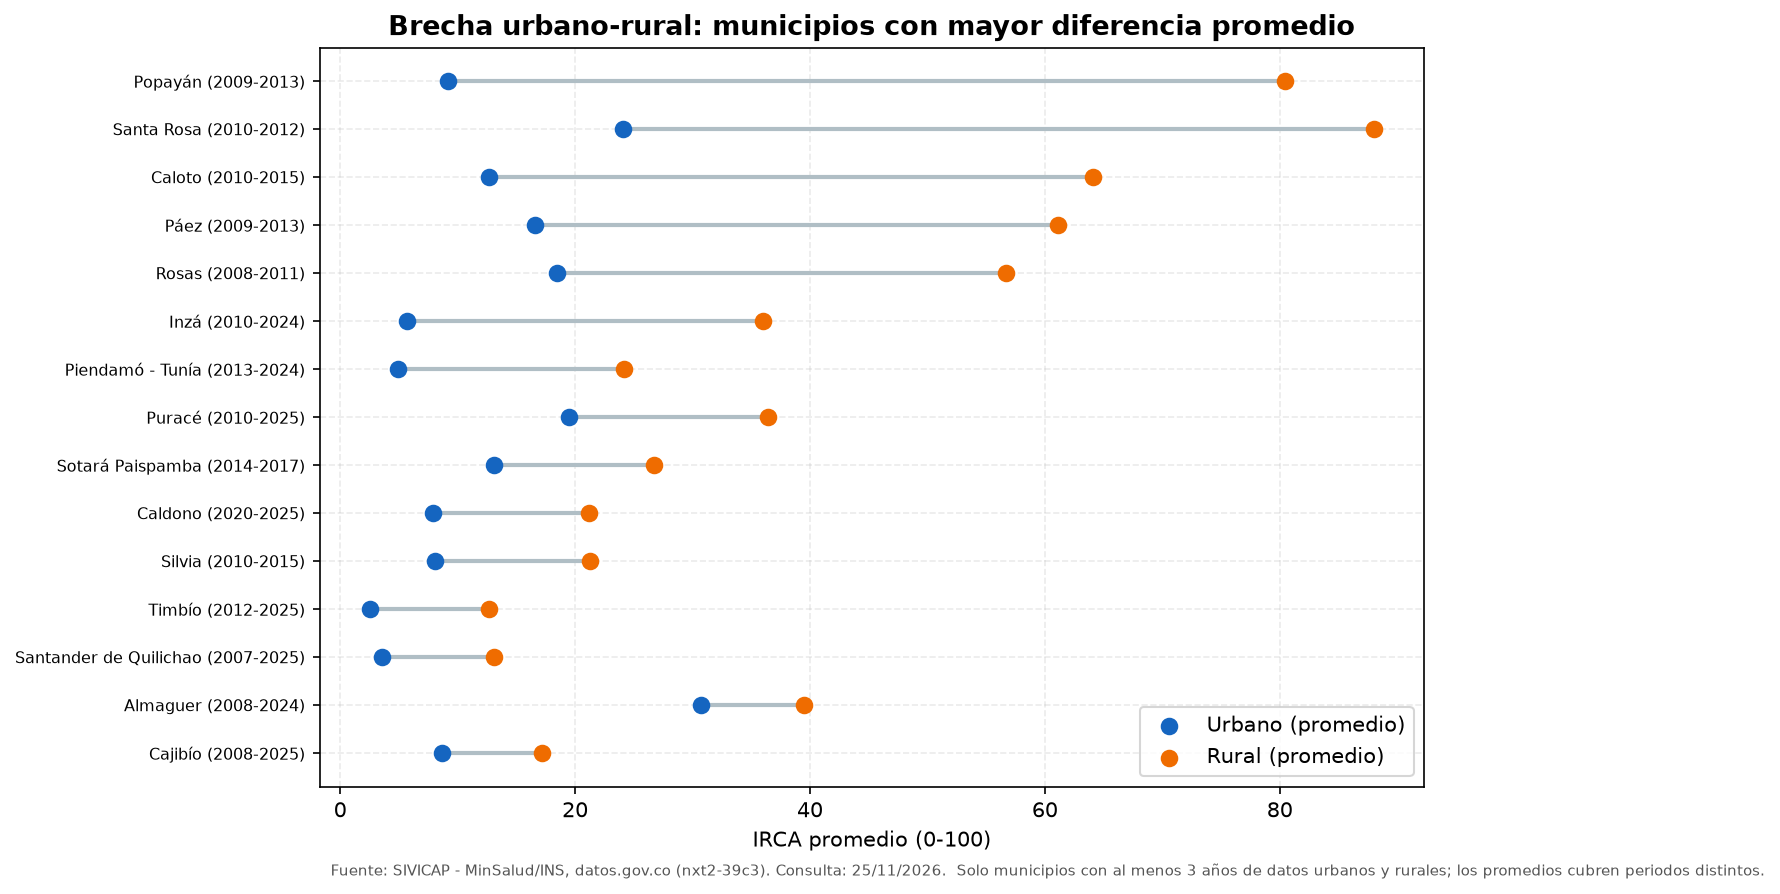 Brecha urbano-rural: municipios con mayor diferencia promedio
Popayán (2009-2013)
Santa Rosa (2010-2012)
Caloto (2010-2015)
Páez (2009-2013)
Rosas (2008-2011)
Inzá (2010-2024)
Piendamó - Tunía (2013-2024)
Puracé (2010-2025)
Sotará Paispamba (2014-2017)
Caldono (2020-2025)
Silvia (2010-2015)
Timbío (2012-2025)
Santander de Quilichao (2007-2025)
Almaguer (2008-2024)
Cajibío (2008-2025)
Urbano (promedio)
Rural (promedio)
0 20 40 60 80
IRCA promedio (0-100)
Fuente: SIVICAP - MinSalud/INS, datos.gov.co (nxt2-39c3). Consulta: 25/11/2026.  Solo municipios con al menos 3 años de datos urbanos y rurales; los promedios cubren periodos distintos.